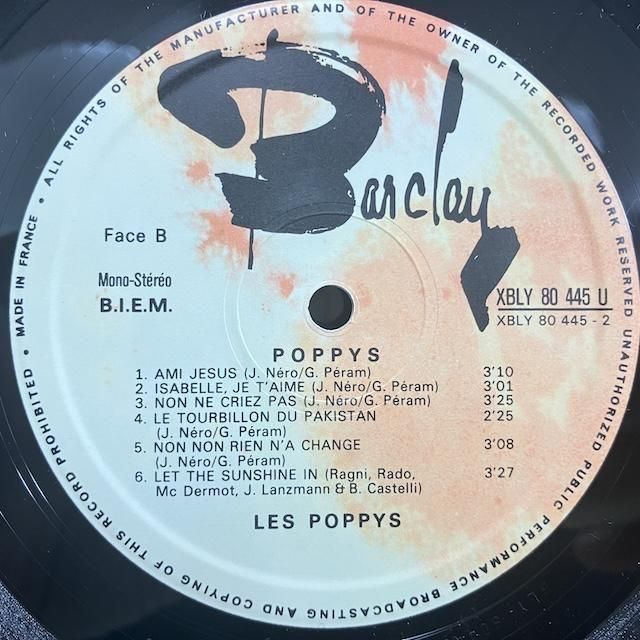 ALL RIGHTS OF THE MANUFACTURER AND OF THE OWNER OF THE RECORDED WORK RESERVED UNAUTHORIZED PUBLIC PERFORMANCE BROADCASTING AND COPYING OF THIS RECORD PROHIBITED • MADE IN FRANCE •
Barclay
Face B
Mono-Stéréo
B.I.E.M.
XBLY 80 445 U
XBLY 80 445 - 2
POPPYS
1. AMI JESUS (J. Néro/G. Péram) 3'10
2. ISABELLE, JE T'AIME (J. Néro/G. Péram) 3'01
3. NON NE CRIEZ PAS (J. Néro/G. Péram) 3'25
4. LE TOURBILLON DU PAKISTAN 2'25
(J. Néro/G. Péram)
5. NON NON RIEN N'A CHANGE 3'08
(J. Néro/G. Péram)
6. LET THE SUNSHINE IN (Ragni, Rado, 3'27
Mc Dermot, J. Lanzmann & B. Castelli)
LES POPPYS